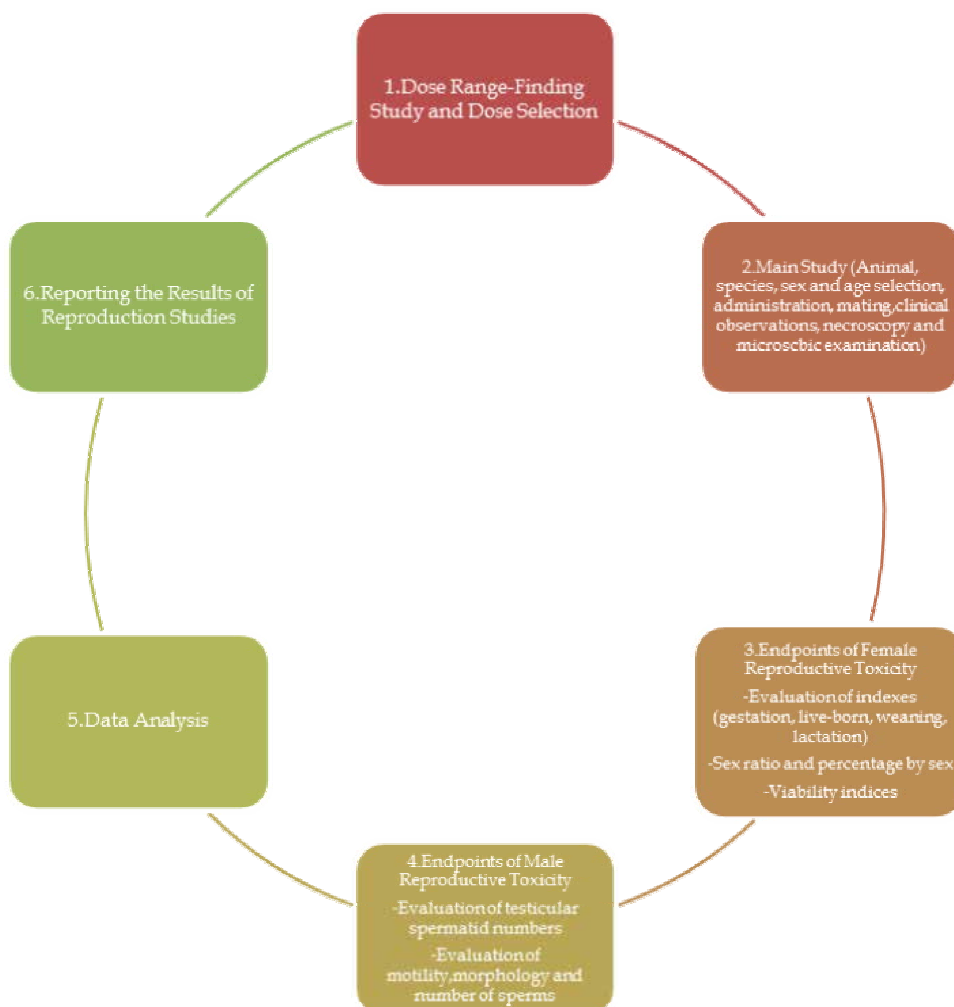 1.Dose Range-Finding
Study and Dose Selection
2.Main Study (Animal,
species, sex and age selection,
administration, mating,clinical
observations, necroscopy and
microscbic examination)
3.Endpoints of Female
Reproductive Toxicity
-Evaluation of indexes
(gestation, live-born, weaning,
lactation)
-Sex ratio and percentage by sex
-Viability indices
4.Endpoints of Male
Reproductive Toxicity
-Evaluation of testicular
spermatid numbers
-Evaluation of
motility,morphology and
number of sperms
5.Data Analysis
6.Reporting the Results of
Reproduction Studies